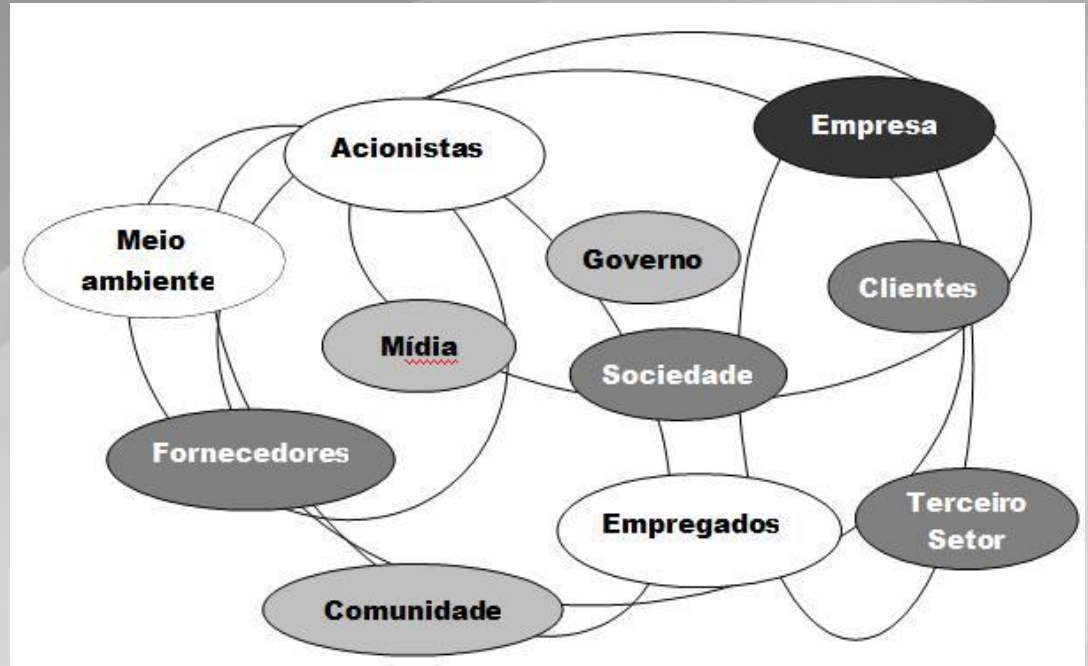 Empresa
Acionistas
Meio
ambiente
Governo
Clientes
Mídia
Sociedade
Fornecedores
Terceiro
Setor
Empregados
Comunidade